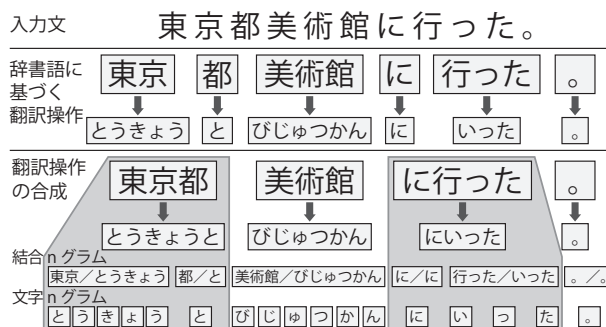 入力文 東京都美術館に行った。
辞書語に
基づく
翻訳操作
東京 都 美術館 に 行った 。
とうきょう と びじゅつかん に いった 。
翻訳操作
の合成
東京都 美術館 に行った 。
とうきょうと びじゅつかん にいった 。
結合 n グラム
東京／とうきょう 都／と 美術館／びじゅつかん に／に 行った／いった 。／。
文字 n グラム
と う き ょ う と び じ ゅ つ か ん に い っ た 。